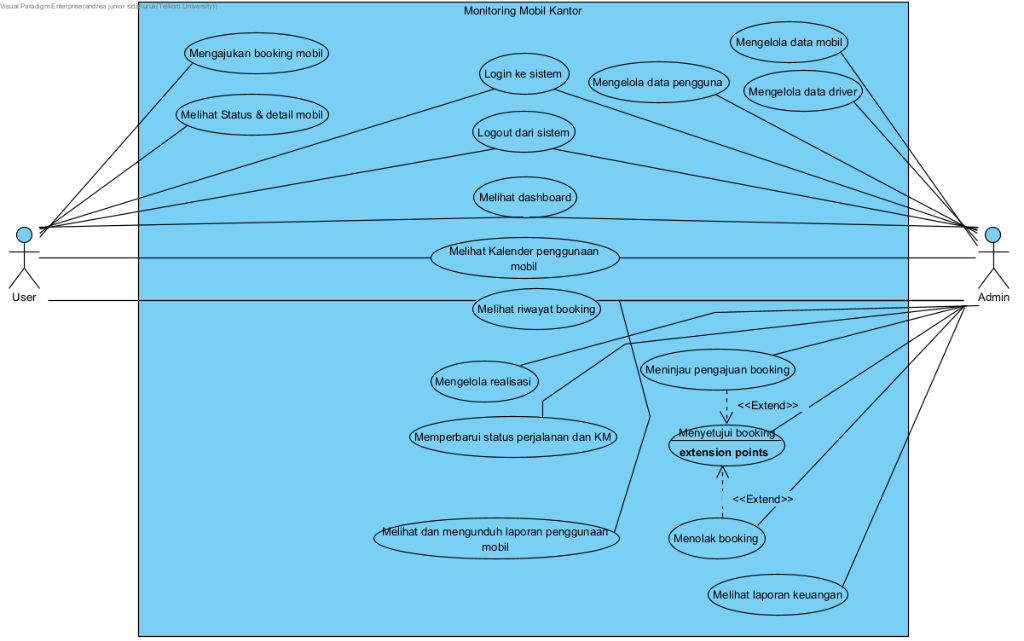 Visual Paradigm Enterprise(andrea junior sidauruk(Telkom University))
Monitoring Mobil Kantor
Mengajukan booking mobil
Login ke sistem
Mengelola data mobil
Mengelola data pengguna
Mengelola data driver
Melihat Status & detail mobil
Logout dari sistem
Melihat dashboard
Melihat Kalender penggunaan
mobil
User
Admin
Melihat riwayat booking
Mengelola realisasi
Meninjau pengajuan booking
<<Extend>>
Memperbarui status perjalanan dan KM
Menyetujui booking
extension points
<<Extend>>
Melihat dan mengunduh laporan penggunaan
mobil
Menolak booking
Melihat laporan keuangan